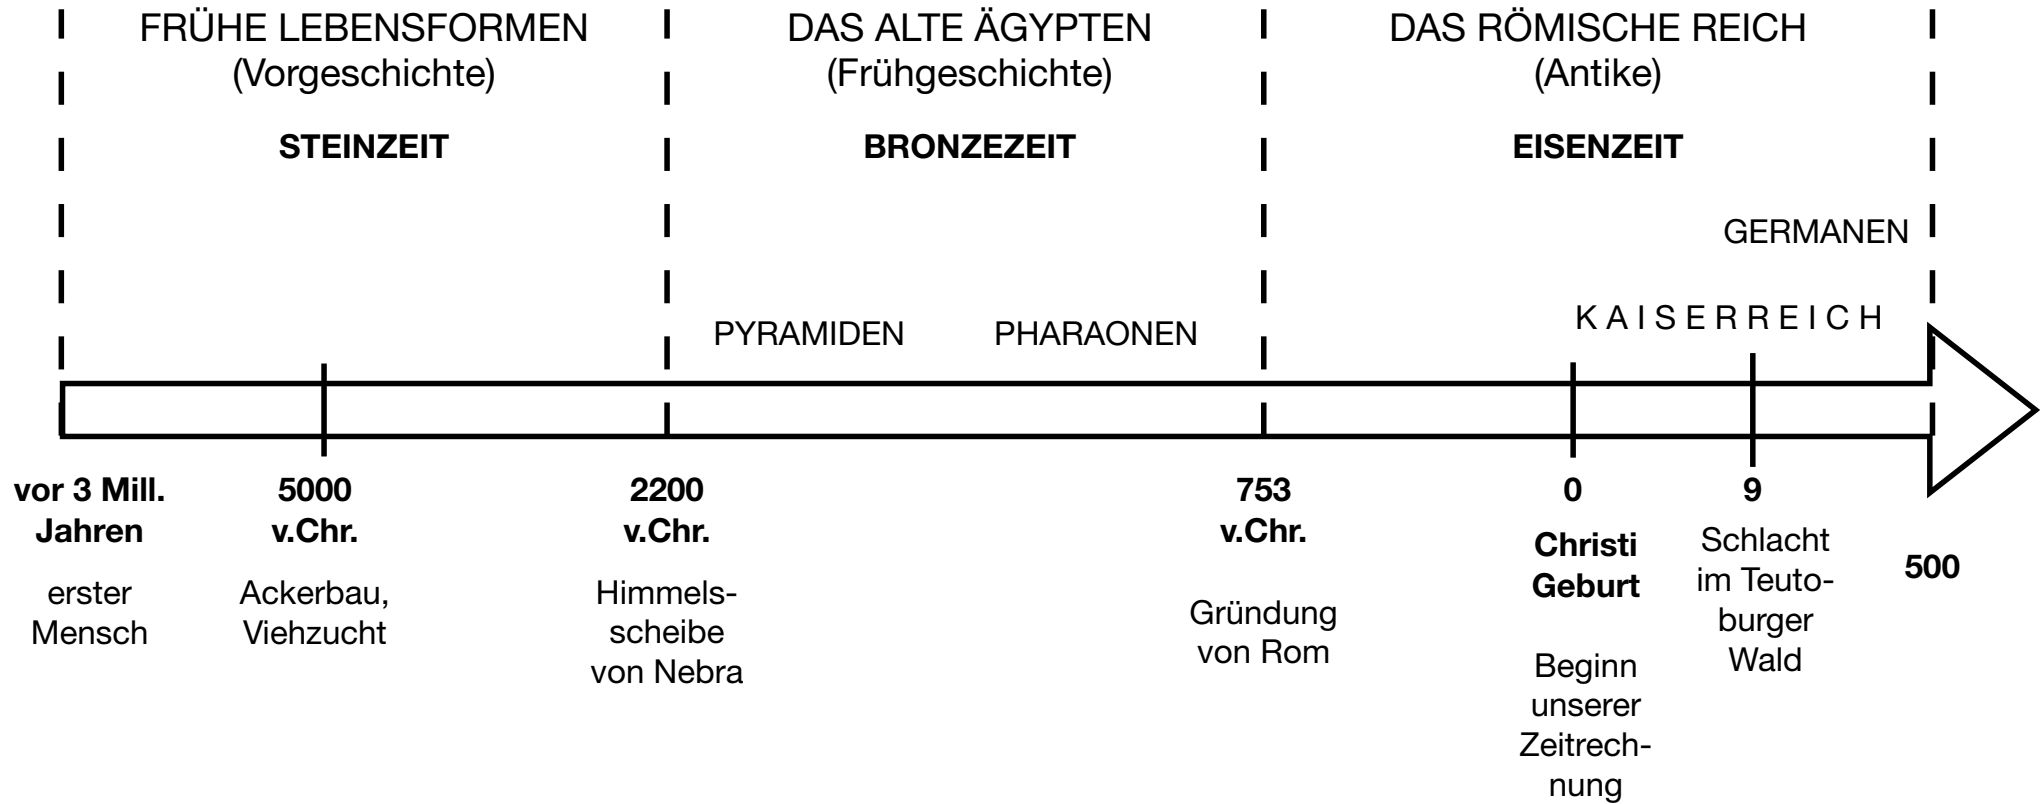 FRÜHE LEBENSFORMEN
(Vorgeschichte)
STEINZEIT
DAS ALTE ÄGYPTEN
(Frühgeschichte)
BRONZEZEIT
DAS RÖMISCHE REICH
(Antike)
EISENZEIT
GERMANEN
KAISERREICH
PYRAMIDEN
PHARAONEN
vor 3 Mill.
Jahren
erster
Mensch
5000
v.Chr.
Ackerbau,
Viehzucht
2200
v.Chr.
Himmels-
scheibe
von Nebra
753
v.Chr.
Gründung
von Rom
0
Christi
Geburt
Beginn
unserer
Zeitrech-
nung
9
Schlacht
im Teuto-
burger
Wald
500